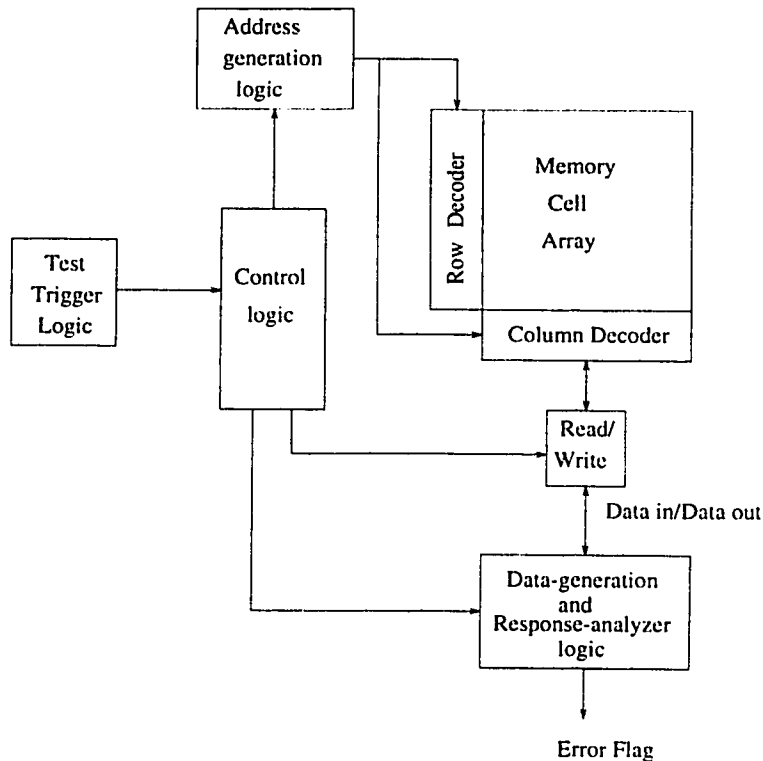 Address
generation
logic
Row Decoder
Memory
Cell
Array
Test
Trigger
Logic
Control
logic
Column Decoder
Read/
Write
Data in/Data out
Data-generation
and
Response-analyzer
logic
Error Flag